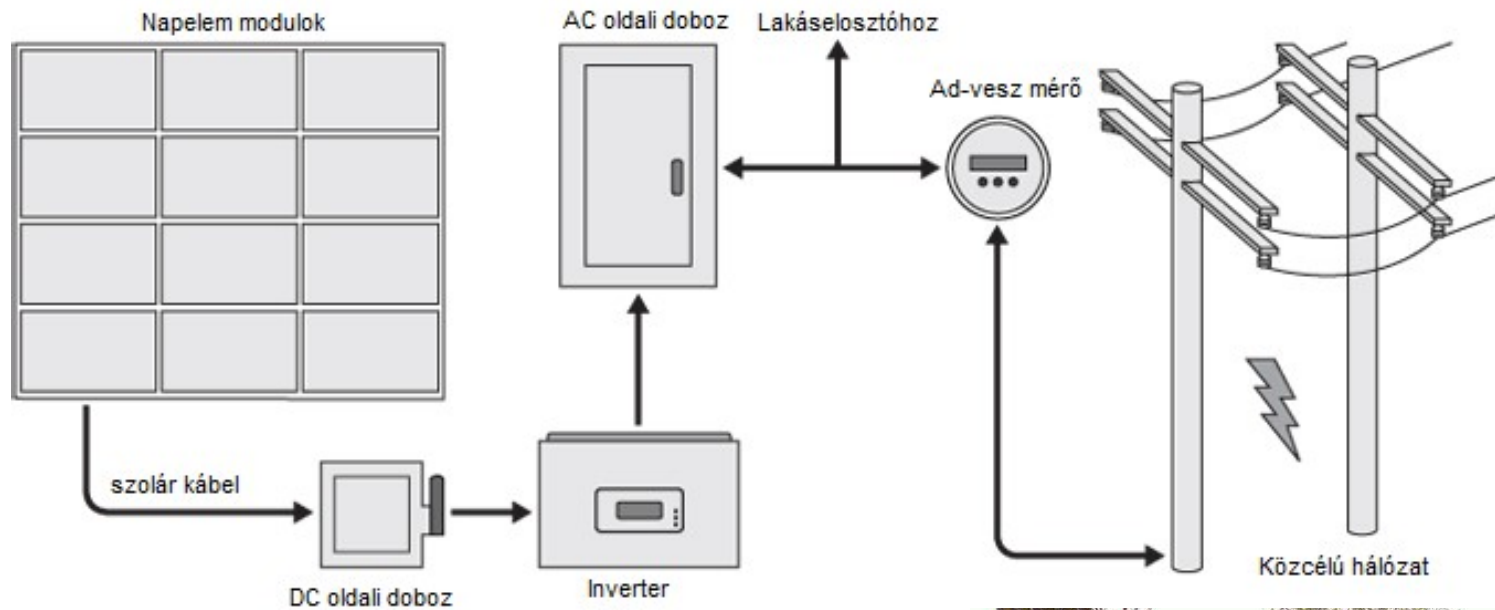 Napelem modulok
AC oldali doboz
Lakáselosztóhoz
Ad-vesz mérő
szolár kábel
DC oldali doboz
Inverter
Közcélú hálózat